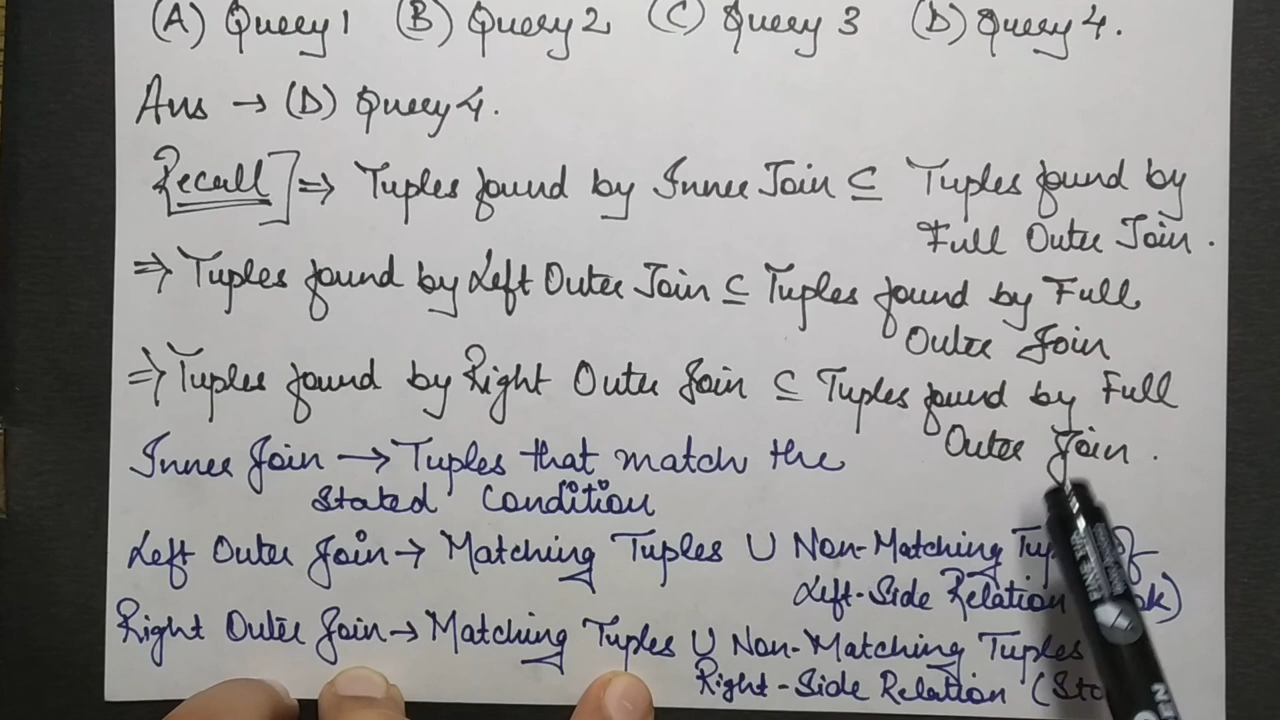 (A) Query 1 (B) Query 2 (C) Query 3 (D) Query 4.
Ans → (D) Query 4.
Recall ⇒ Tuples found by Inner Join ⊆ Tuples found by
Full Outer Join.
⇒ Tuples found by Left Outer Join ⊆ Tuples found by Full
Outer Join
⇒ Tuples found by Right Outer Join ⊆ Tuples found by Full
Outer Join.
Inner Join → Tuples that match the
Stated Condition
Left Outer Join → Matching Tuples ∪ Non-Matching of
Left-Side Relation
Right Outer Join → Matching Tuples ∪ Non-Matching Tuples
Right-Side Relation